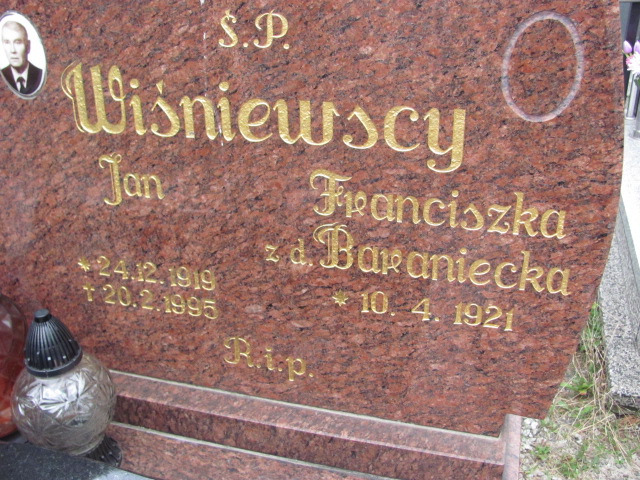 Ś.P.
Wiśniewscy
Jan
* 24.12.1919
† 20.2.1995
Franciszka
z d. Baraniecka
* 10. 4. 1921
R.i.p.